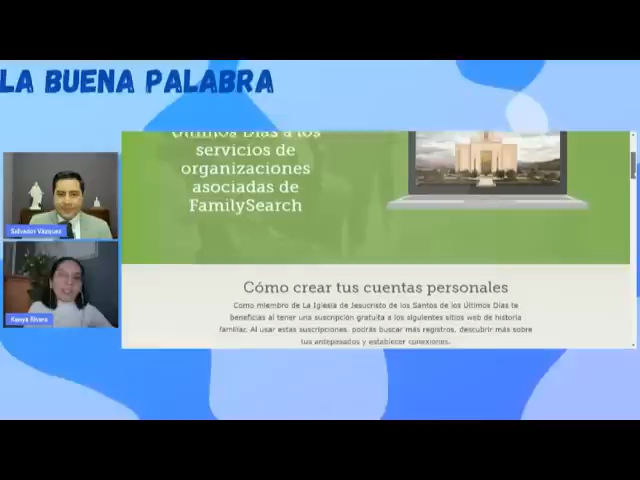 LA BUENA PALABRA
Últimos Días a los
servicios de
organizaciones
asociadas de
FamilySearch
Salvador Vázquez
Kenya Rivera
Cómo crear tus cuentas personales
Como miembro de La Iglesia de Jesucristo de los Santos de los Últimos Días te
beneficias al tener una suscripción gratuita a los siguientes sitios web de historia
familiar. Al usar estas suscripciones, podrás buscar más registros, descubrir más sobre
tus antepasados y establecer conexiones.